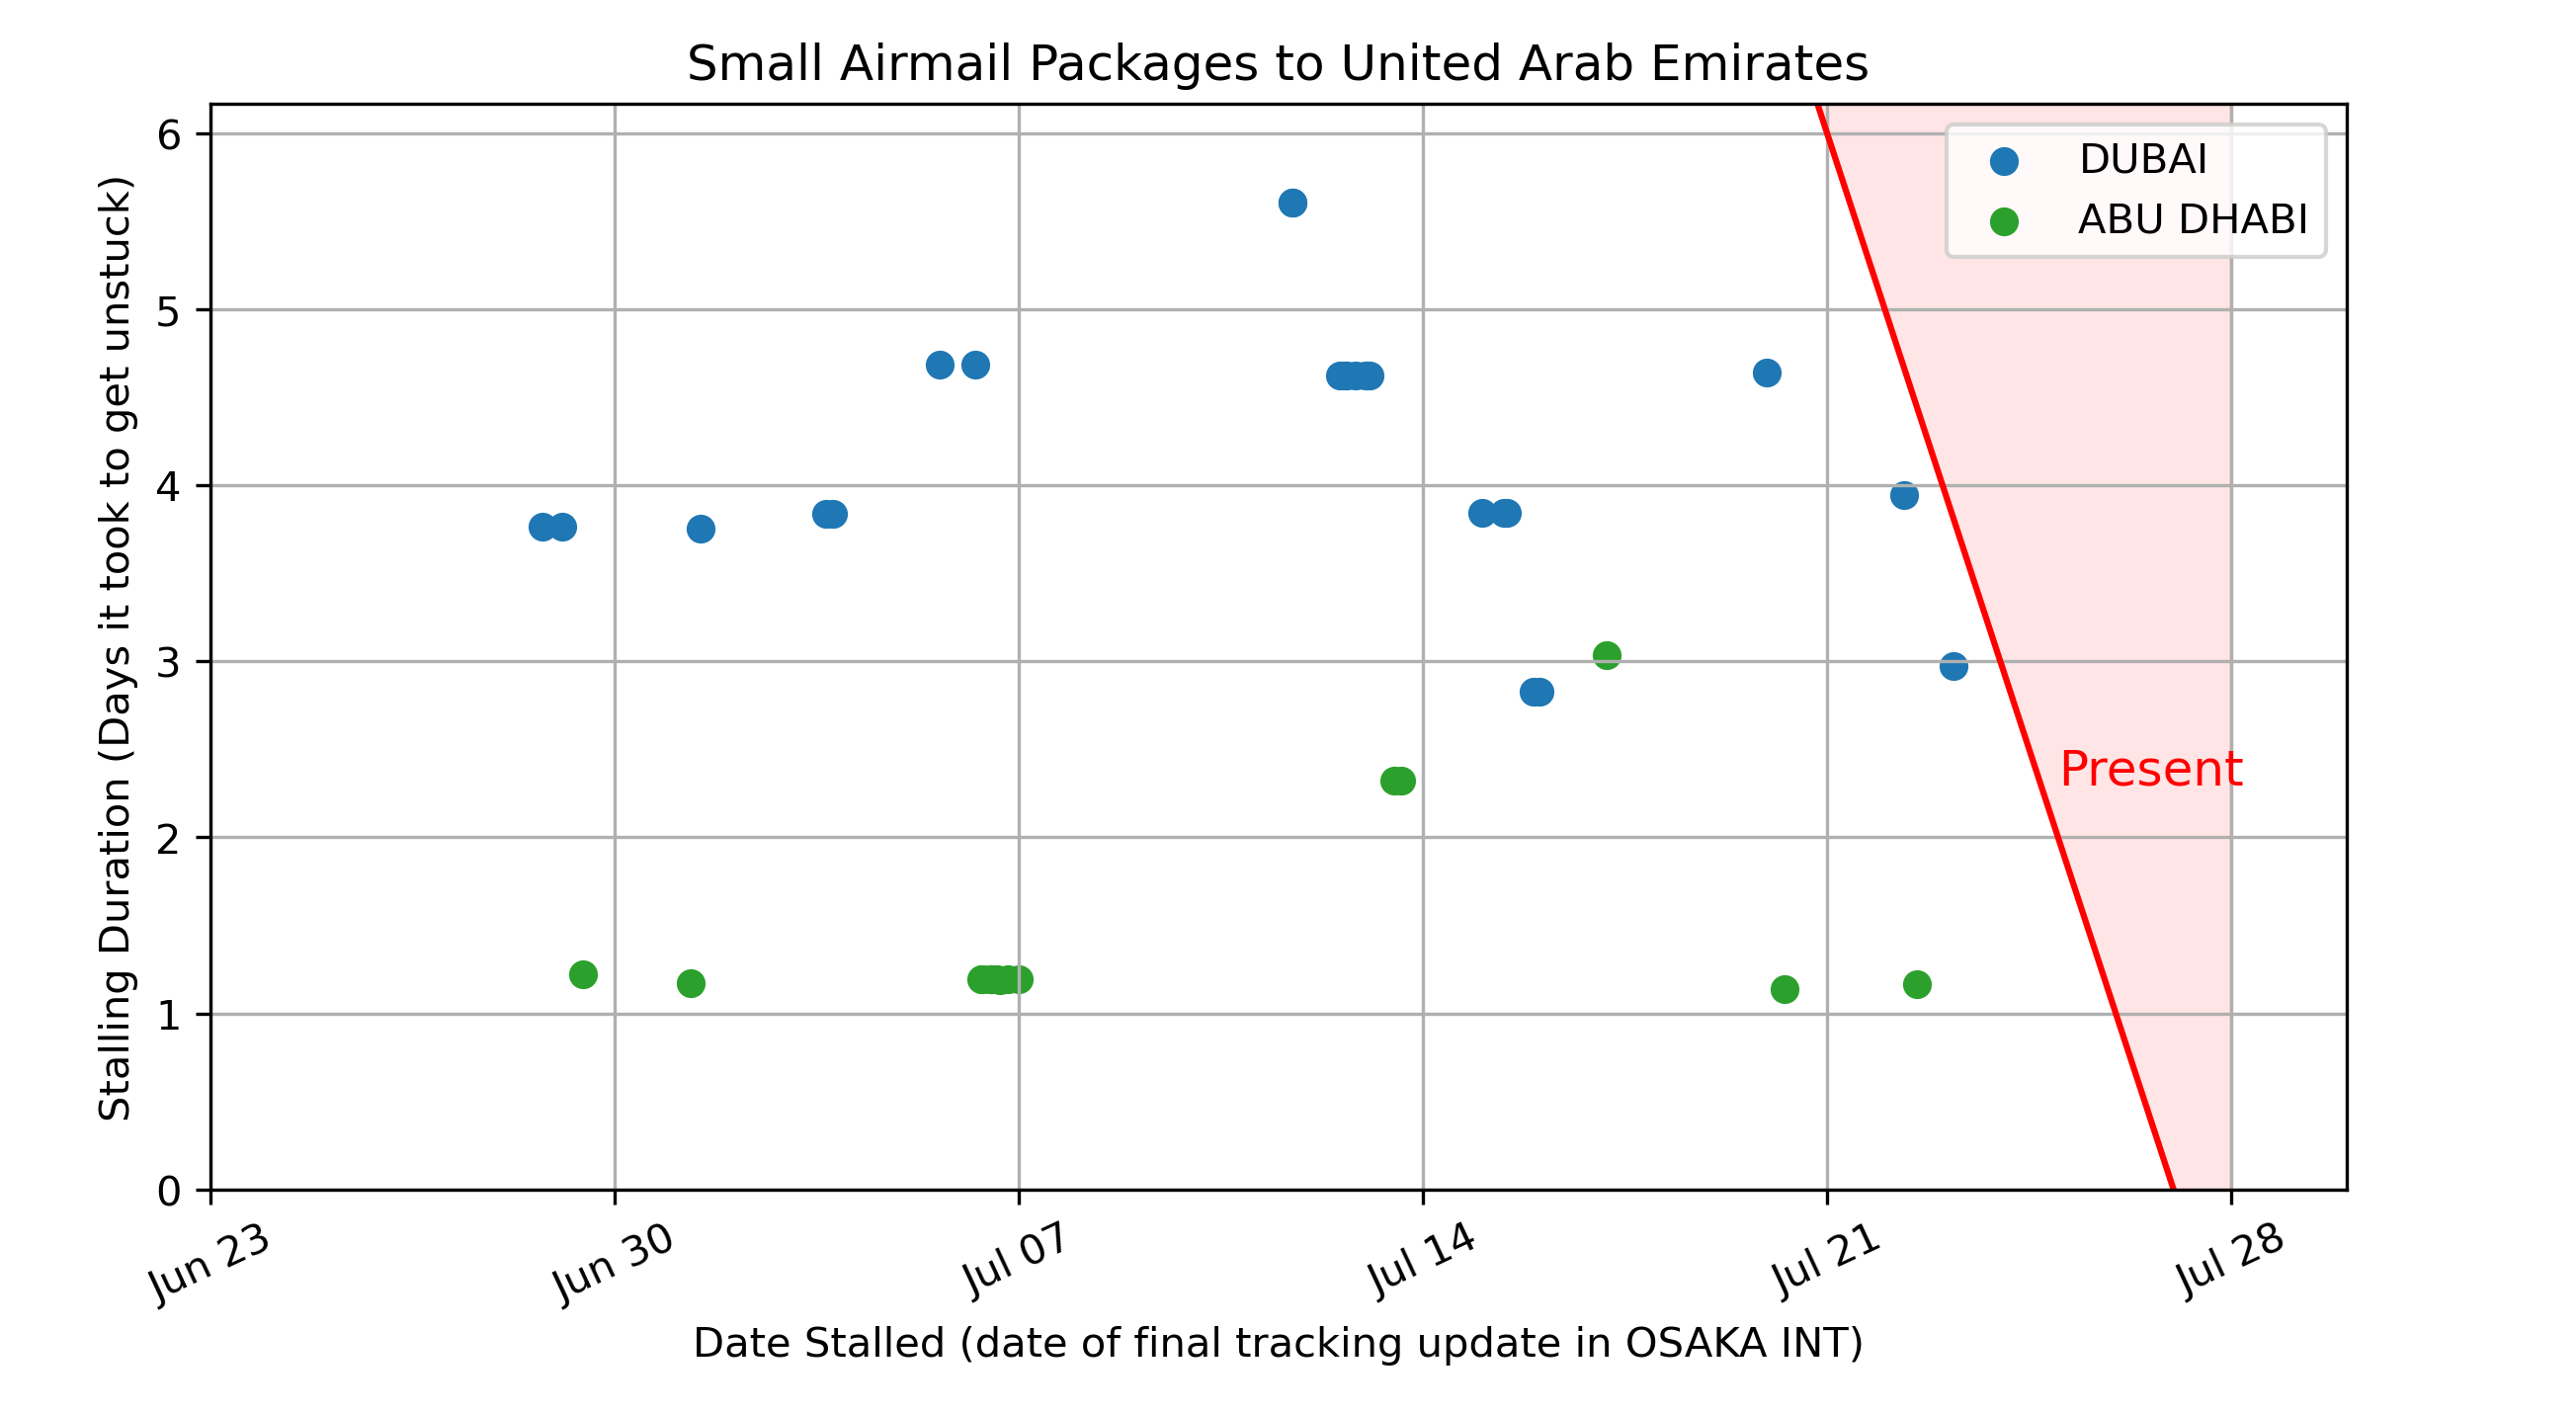 Small Airmail Packages to United Arab Emirates
Stalling Duration (Days it took to get unstuck)
6
5
4
3
2
1
0
DUBAI
ABU DHABI
Present
Jun 23
Jun 30
Jul 07
Jul 14
Jul 21
Jul 28
Date Stalled (date of final tracking update in OSAKA INT)